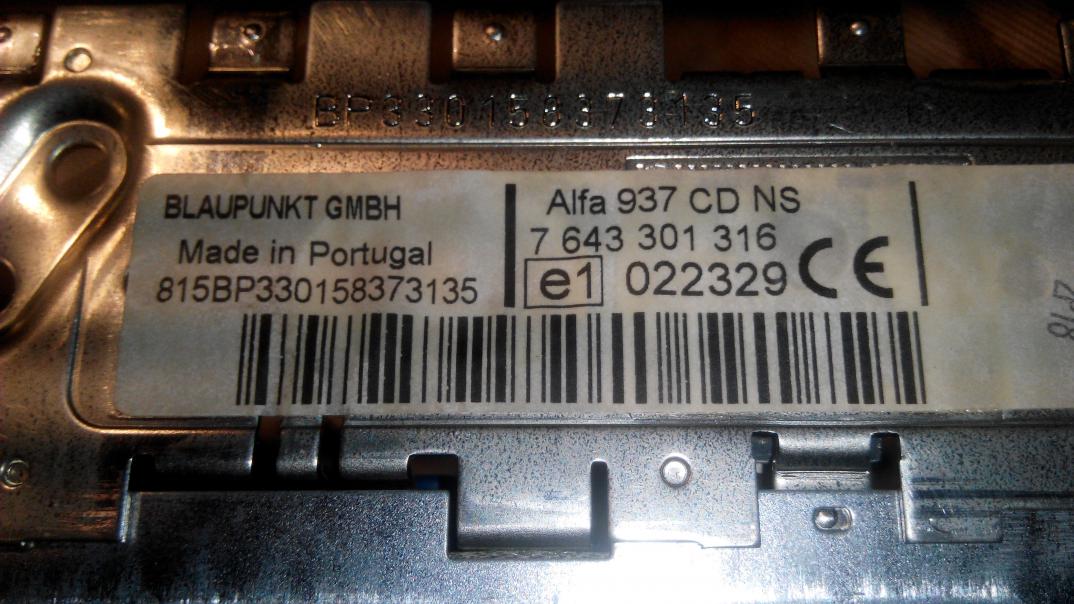 BP330158373135
BLAUPUNKT GMBH
Made in Portugal
815BP330158373135
Alfa 937 CD NS
7 643 301 316
e1 022329 CE